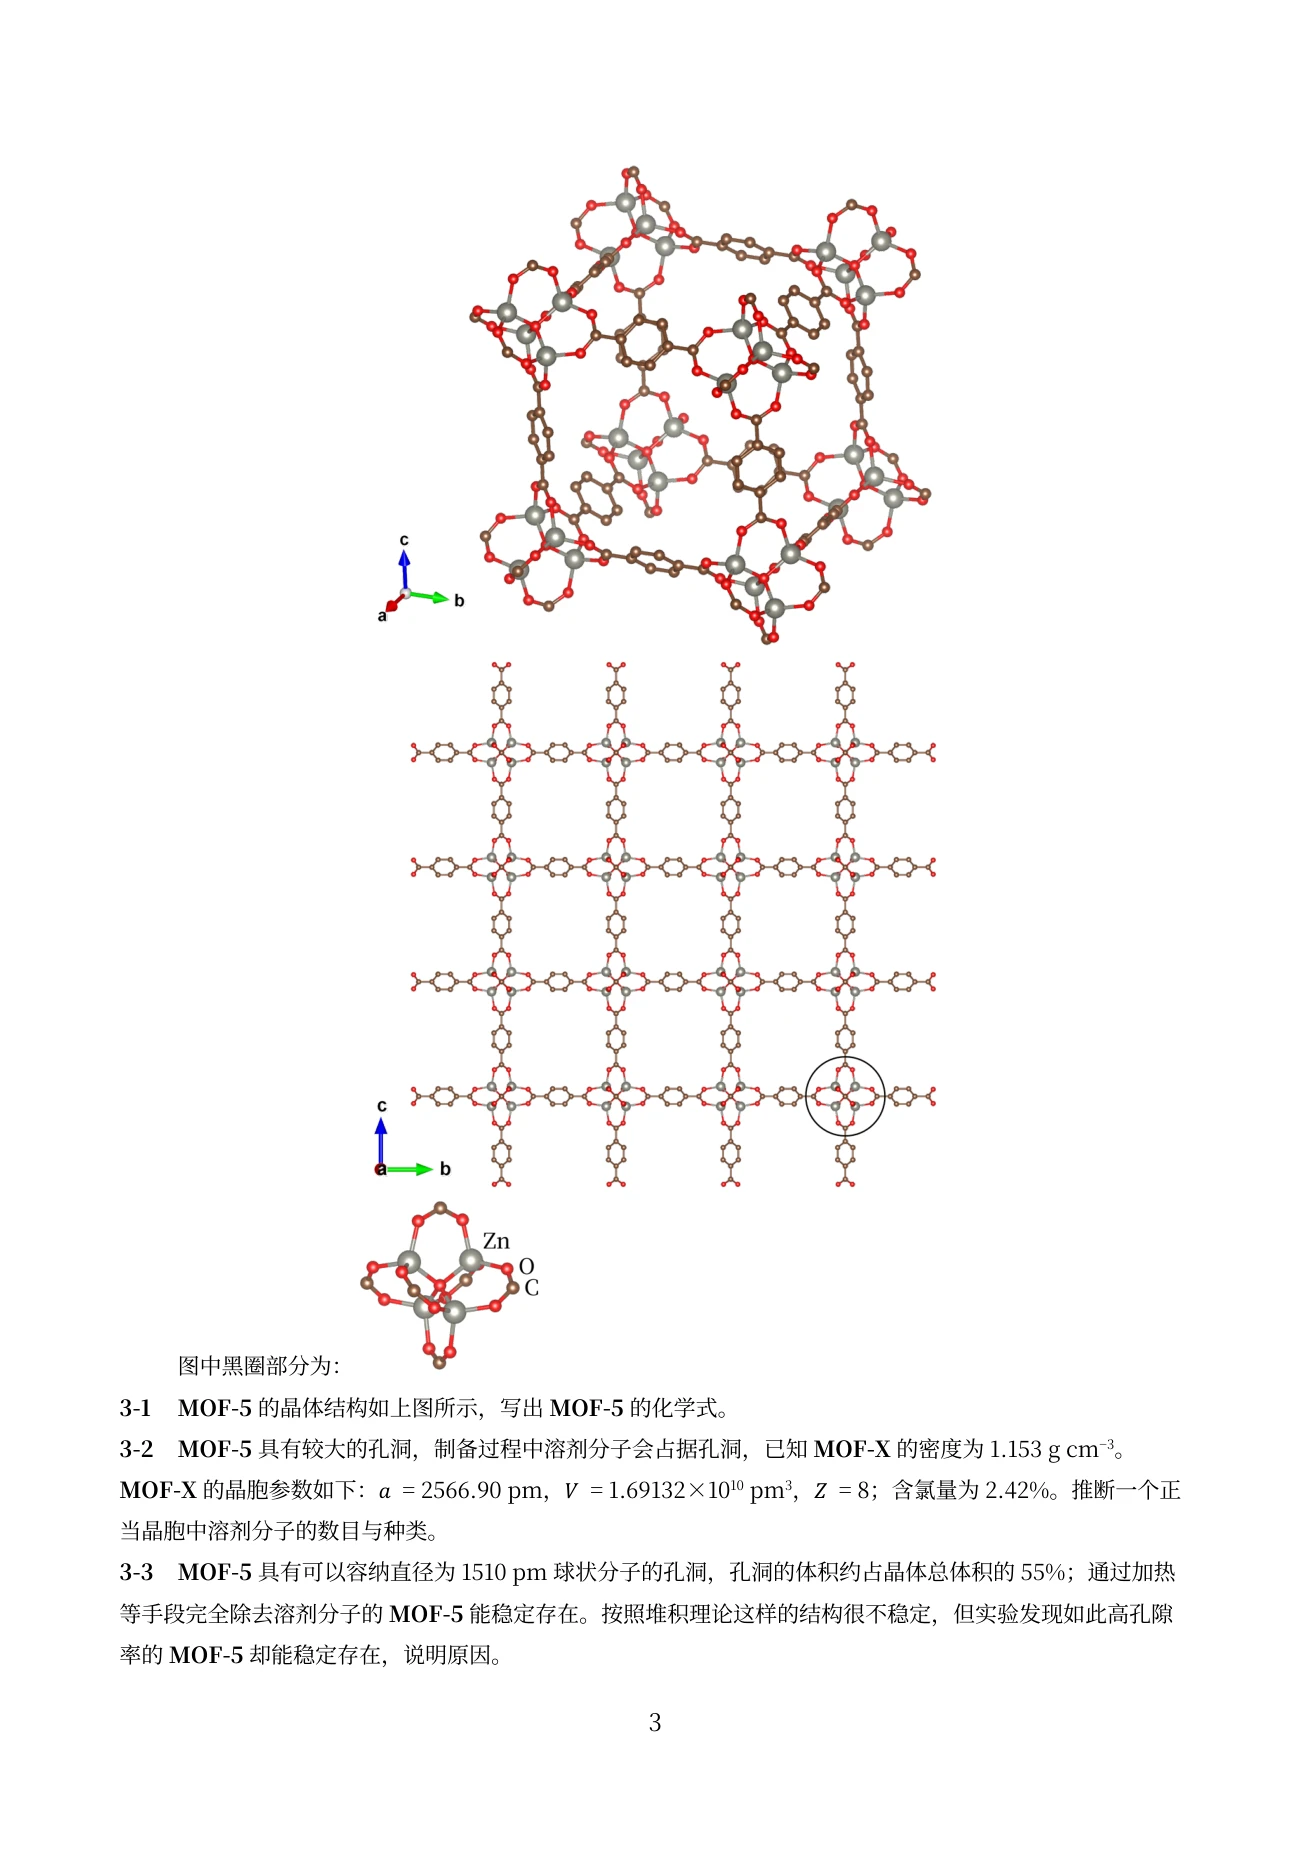 c
b
a
c
a
b
Zn
O
C
图中黑圈部分为：
3-1 MOF-5 的晶体结构如上图所示，写出 MOF-5 的化学式。
3-2 MOF-5 具有较大的孔洞，制备过程中溶剂分子会占据孔洞，已知 MOF-X 的密度为 1.153 g cm⁻³。
MOF-X 的晶胞参数如下：a = 2566.90 pm，V = 1.69132×10¹⁰ pm³，Z = 8；含氯量为 2.42%。推断一个正
当晶胞中溶剂分子的数目与种类。
3-3 MOF-5 具有可以容纳直径为 1510 pm 球状分子的孔洞，孔洞的体积约占晶体总体积的 55%；通过加热
等手段完全除去溶剂分子的 MOF-5 能稳定存在。按照堆积理论这样的结构很不稳定，但实验发现如此高孔隙
率的 MOF-5 却能稳定存在，说明原因。
3